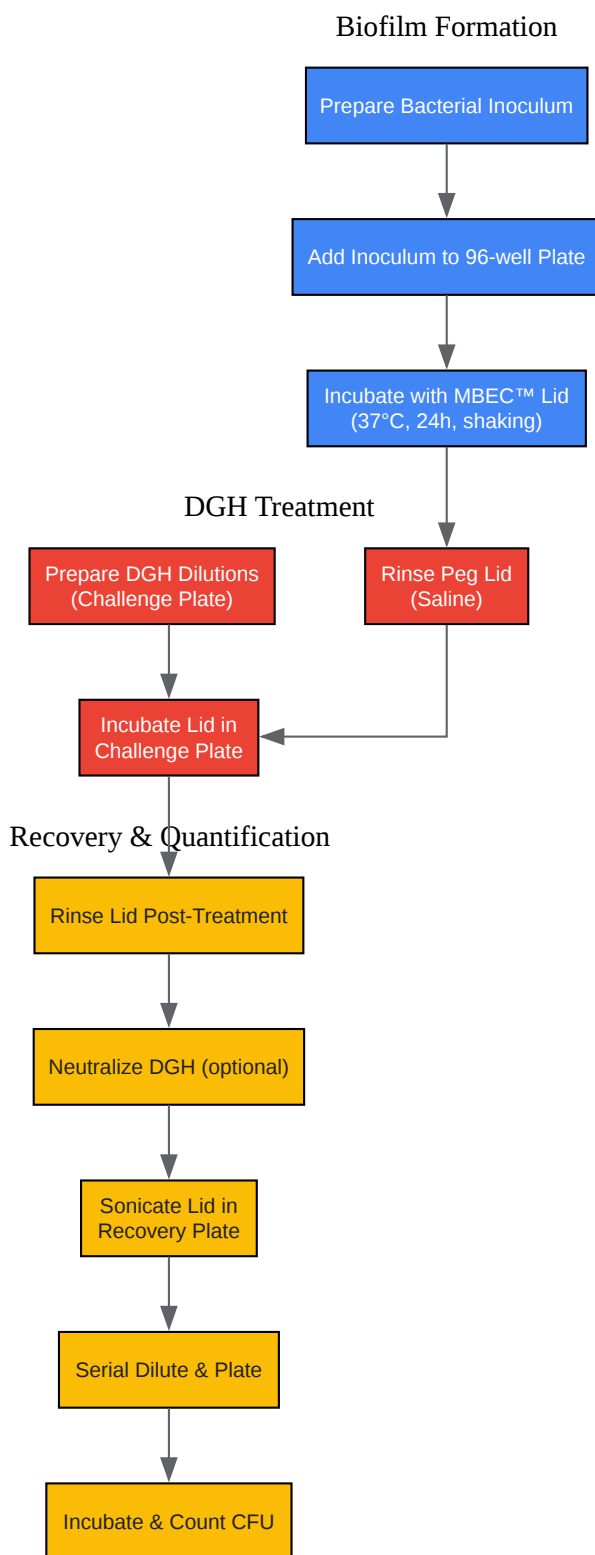 Biofilm Formation
Prepare Bacterial Inoculum
Add Inoculum to 96-well Plate
Incubate with MBEC™ Lid
(37°C, 24h, shaking)
DGH Treatment
Prepare DGH Dilutions
(Challenge Plate)
Rinse Peg Lid
(Saline)
Incubate Lid in
Challenge Plate
Recovery & Quantification
Rinse Lid Post-Treatment
Neutralize DGH (optional)
Sonicate Lid in
Recovery Plate
Serial Dilute & Plate
Incubate & Count CFU